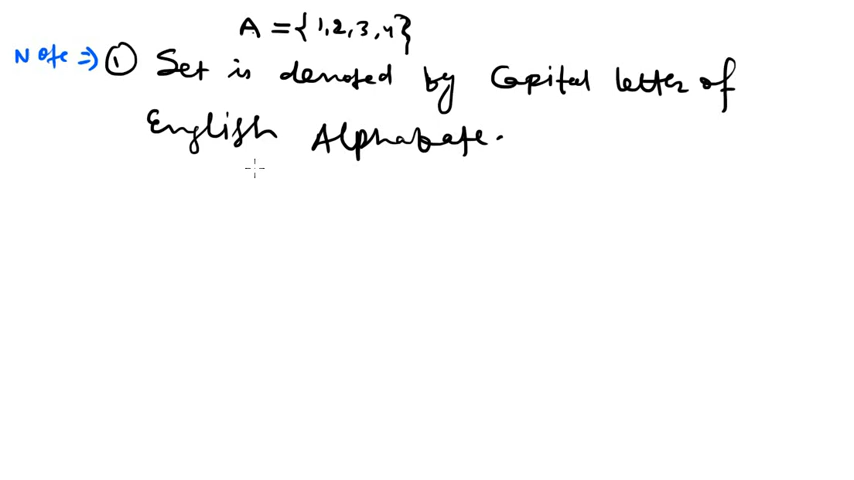 A = {1,2,3,4}
Note ⇒ ① Set is denoted by Capital letter of
English Alphabate.